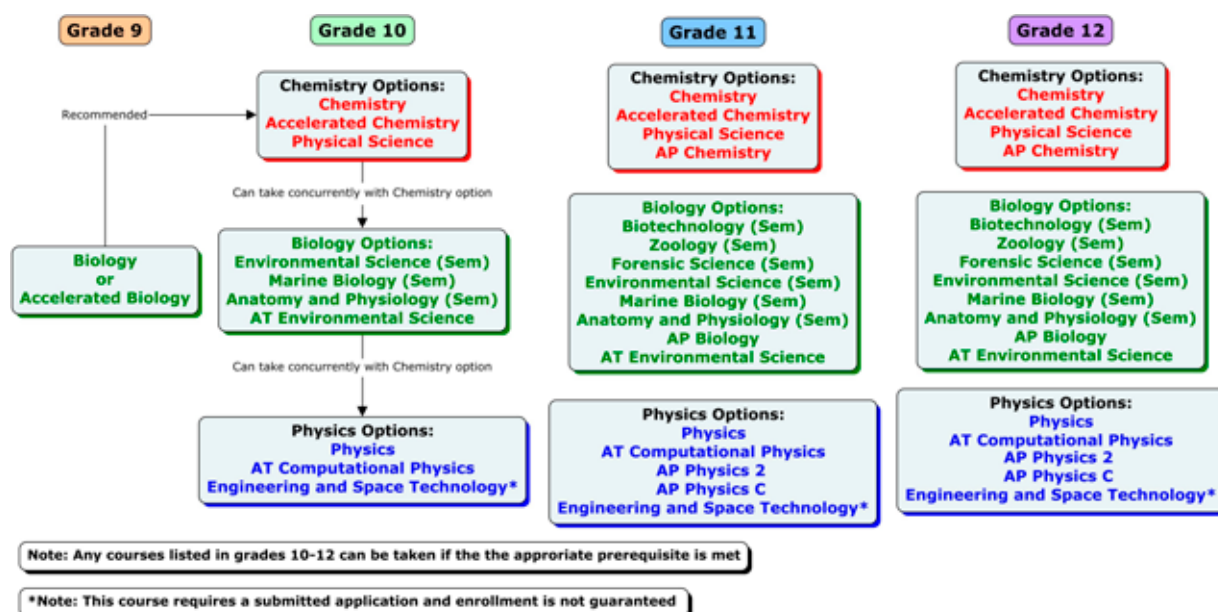 Grade 9
Grade 10
Grade 11
Grade 12
Recommended
Biology
or
Accelerated Biology
Chemistry Options:
Chemistry
Accelerated Chemistry
Physical Science
Can take concurrently with Chemistry option
Biology Options:
Environmental Science (Sem)
Marine Biology (Sem)
Anatomy and Physiology (Sem)
AT Environmental Science
Can take concurrently with Chemistry option
Physics Options:
Physics
AT Computational Physics
Engineering and Space Technology*
Chemistry Options:
Chemistry
Accelerated Chemistry
Physical Science
AP Chemistry
Biology Options:
Biotechnology (Sem)
Zoology (Sem)
Forensic Science (Sem)
Environmental Science (Sem)
Marine Biology (Sem)
Anatomy and Physiology (Sem)
AP Biology
AT Environmental Science
Physics Options:
Physics
AT Computational Physics
AP Physics 2
AP Physics C
Engineering and Space Technology*
Chemistry Options:
Chemistry
Accelerated Chemistry
Physical Science
AP Chemistry
Biology Options:
Biotechnology (Sem)
Zoology (Sem)
Forensic Science (Sem)
Environmental Science (Sem)
Marine Biology (Sem)
Anatomy and Physiology (Sem)
AP Biology
AT Environmental Science
Physics Options:
Physics
AT Computational Physics
AP Physics 2
AP Physics C
Engineering and Space Technology*
Note: Any courses listed in grades 10-12 can be taken if the the approriate prerequisite is met
*Note: This course requires a submitted application and enrollment is not guaranteed